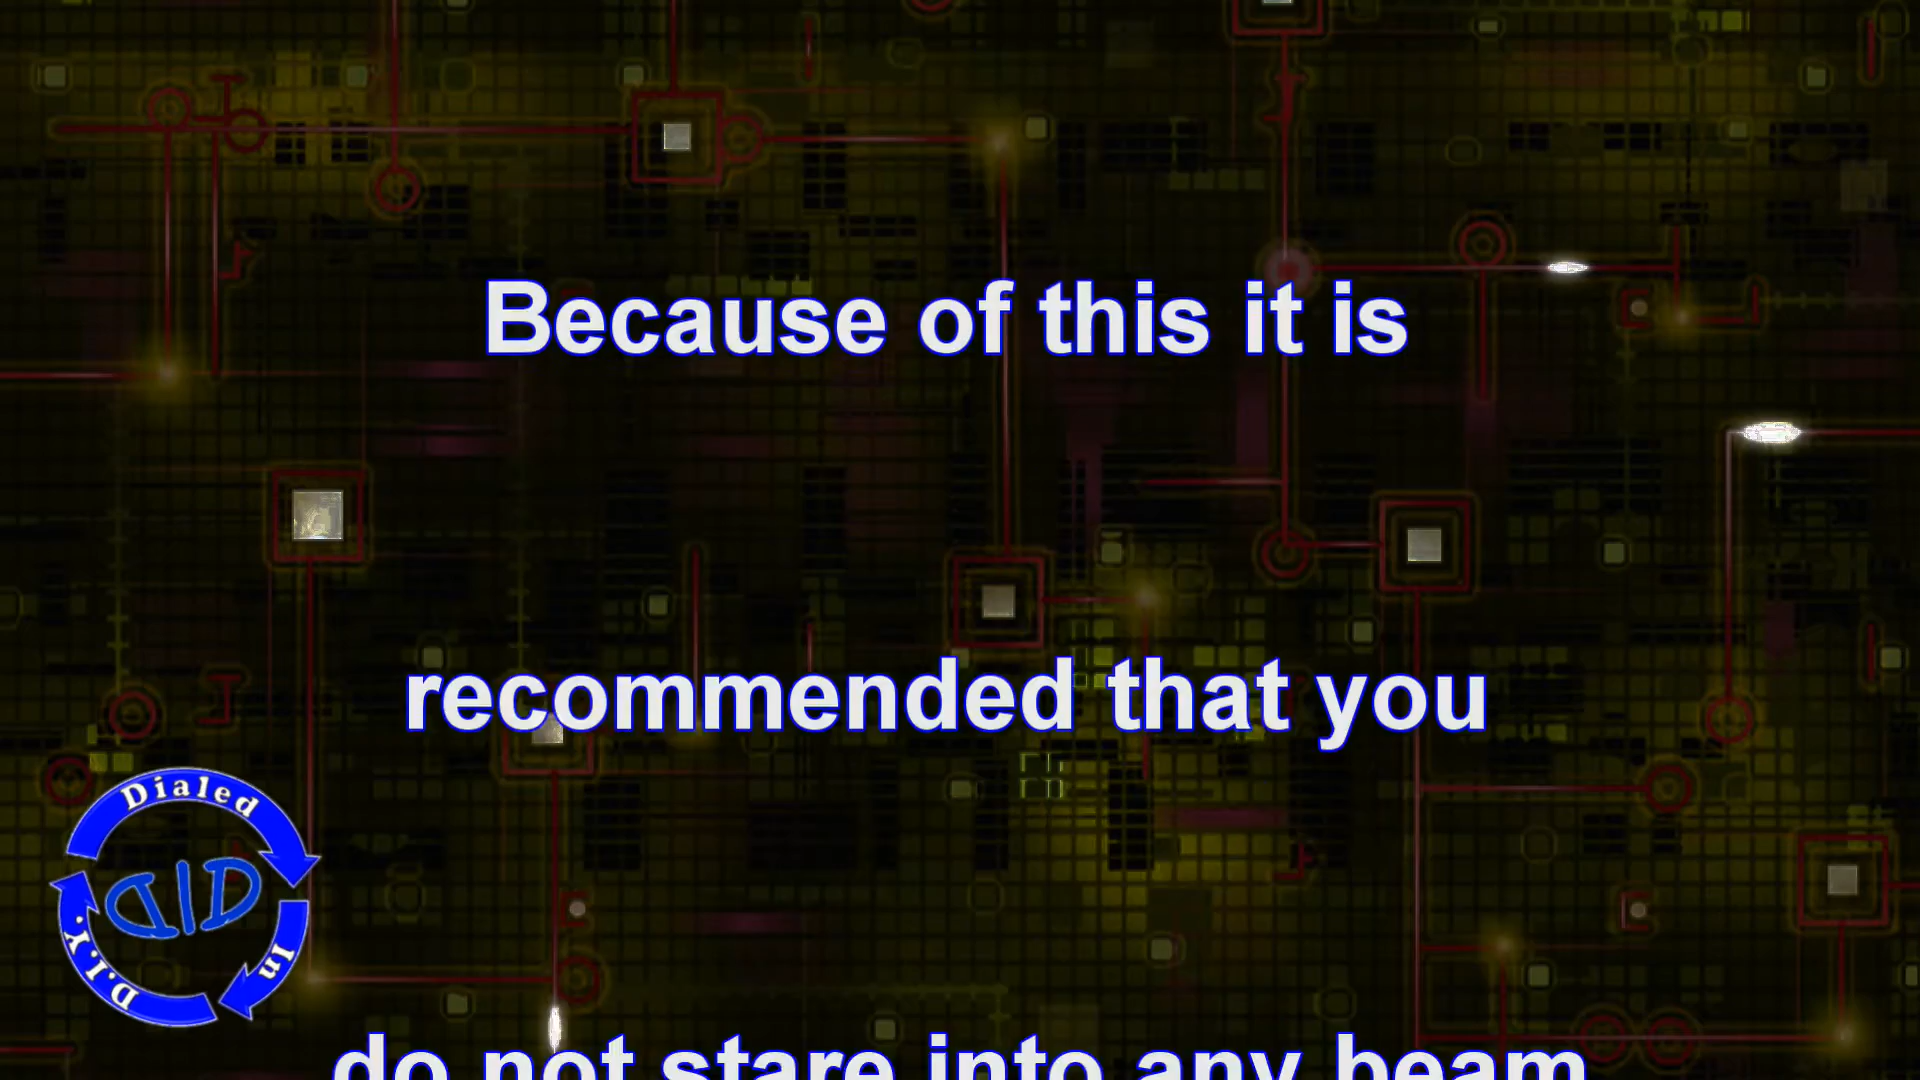 Because of this it is
recommended that you
do not stare into any beam
Dialed
In
D.I.Y.
DID